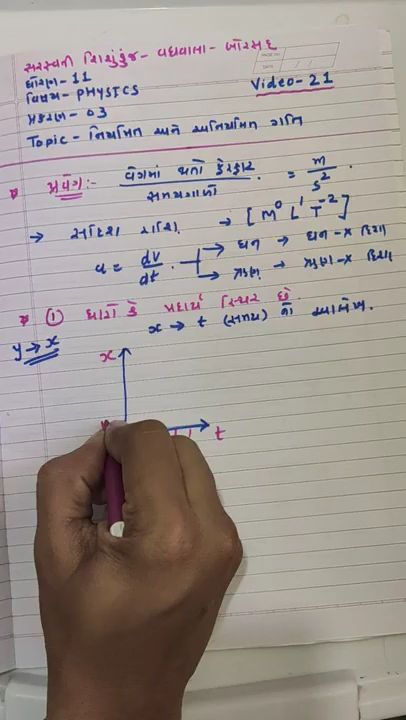 સરસ્વતી શિશુકુંજ - વઘવાલા - બોરસદ
ધોરણ - 11
વિષય - PHYSICS
Video - 21
પ્રકરણ - 03
Topic - નિયમિત અને અનિયમિત ગતિ
પ્રવેગ :- વેગમાં થતો ફેરફાર / સમયગાળો = m/s²
→ સદિશ રાશિ → [M⁰ L¹ T⁻²]
a = dv/dt → ધન → ધન-x દિશા
→ ઋણ → ઋણ-x દિશા
① ધારો કે પદાર્થ સ્થિર છે.
x → t (સમય) નો આલેખ.
y → x
x
t